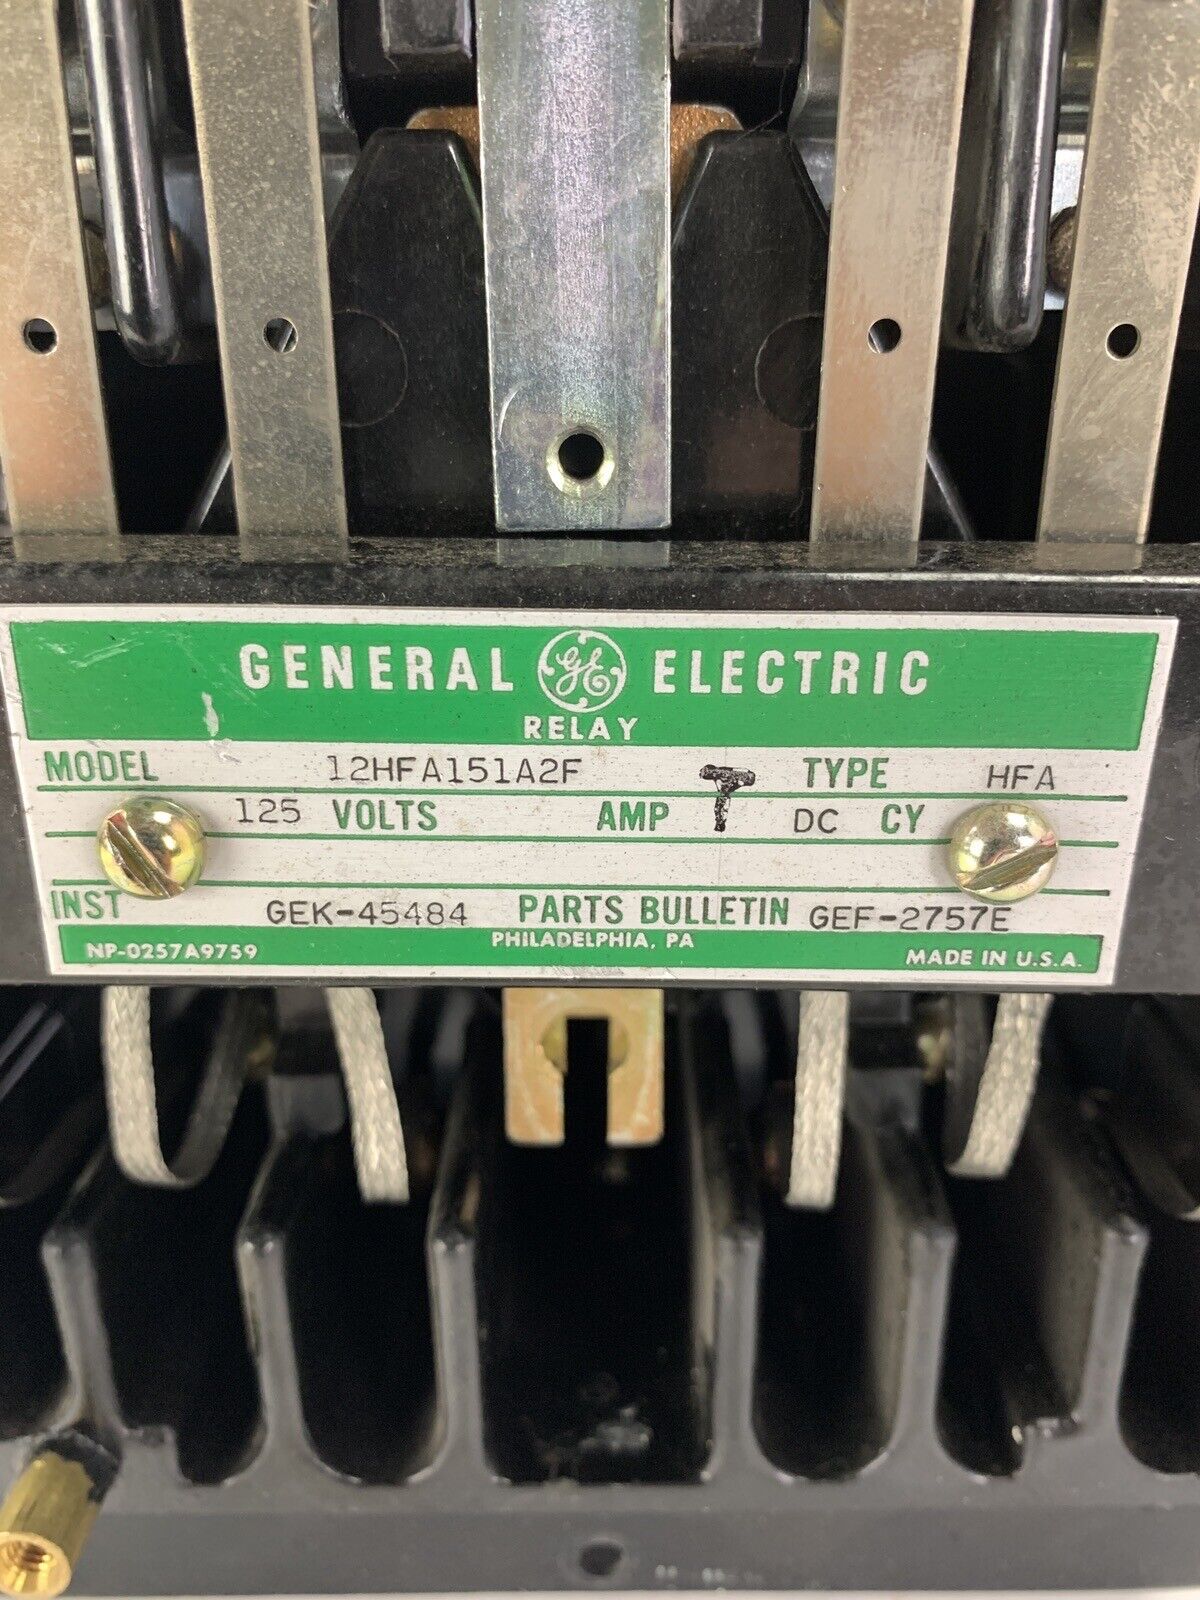 GENERAL GE ELECTRIC
RELAY
MODEL 12HFA151A2F TYPE HFA
125 VOLTS AMP DC CY
INST GEK-45484 PARTS BULLETIN GEF-2757E
NP-0257A9759 PHILADELPHIA, PA MADE IN U.S.A.